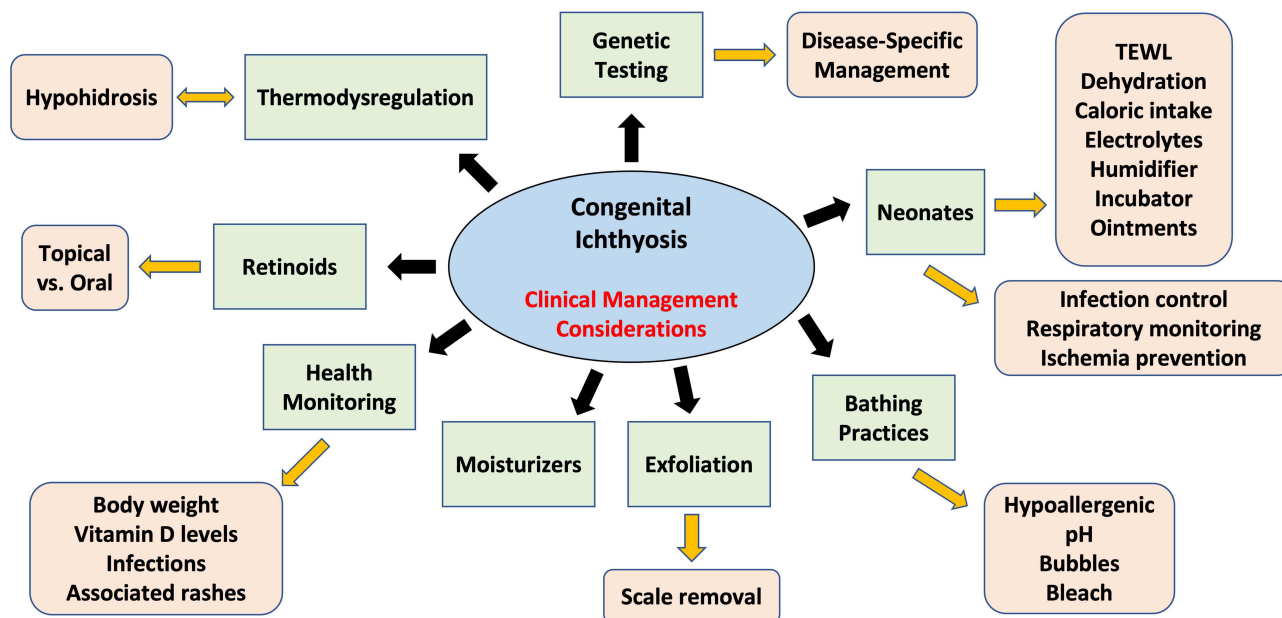 Genetic
Testing
Disease-Specific
Management
TEWL
Dehydration
Caloric intake
Electrolytes
Humidifier
Incubator
Ointments
Hypohidrosis
Thermodysregulation
Neonates
Congenital
Ichthyosis
Clinical Management
Considerations
Topical
vs. Oral
Retinoids
Infection control
Respiratory monitoring
Ischemia prevention
Health
Monitoring
Bathing
Practices
Moisturizers
Exfoliation
Body weight
Vitamin D levels
Infections
Associated rashes
Hypoallergenic
pH
Bubbles
Bleach
Scale removal